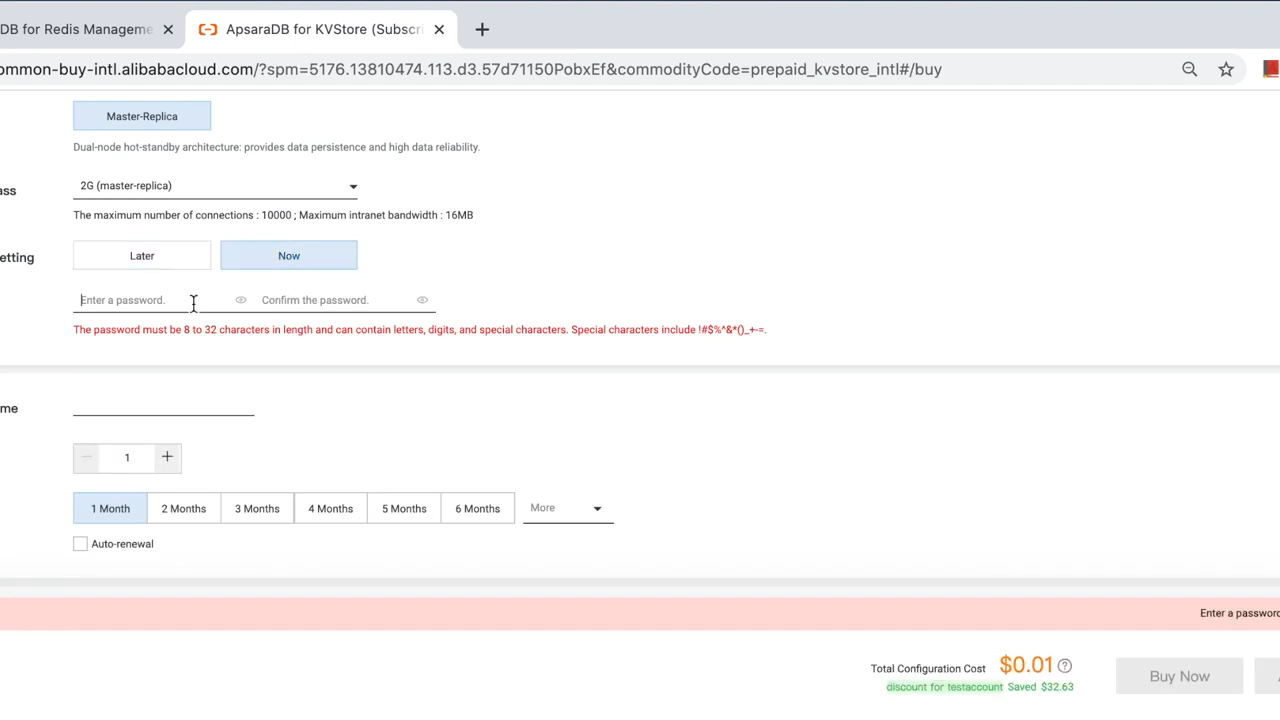 DB for Redis Manageme
ApsaraDB for KVStore (Subscri
ommon-buy-intl.alibabacloud.com/?spm=5176.13810474.113.d3.57d71150PobxEf&commodityCode=prepaid_kvstore_intl#/buy
Master-Replica
Dual-node hot-standby architecture: provides data persistence and high data reliability.
ass
2G (master-replica)
The maximum number of connections : 10000 ; Maximum intranet bandwidth : 16MB
etting
Later
Now
Enter a password.
Confirm the password.
The password must be 8 to 32 characters in length and can contain letters, digits, and special characters. Special characters include !#$%^&*()_+-=.
me
1
1 Month
2 Months
3 Months
4 Months
5 Months
6 Months
More
Auto-renewal
Enter a password
Total Configuration Cost $0.01
discount for testaccount Saved $32.63
Buy Now